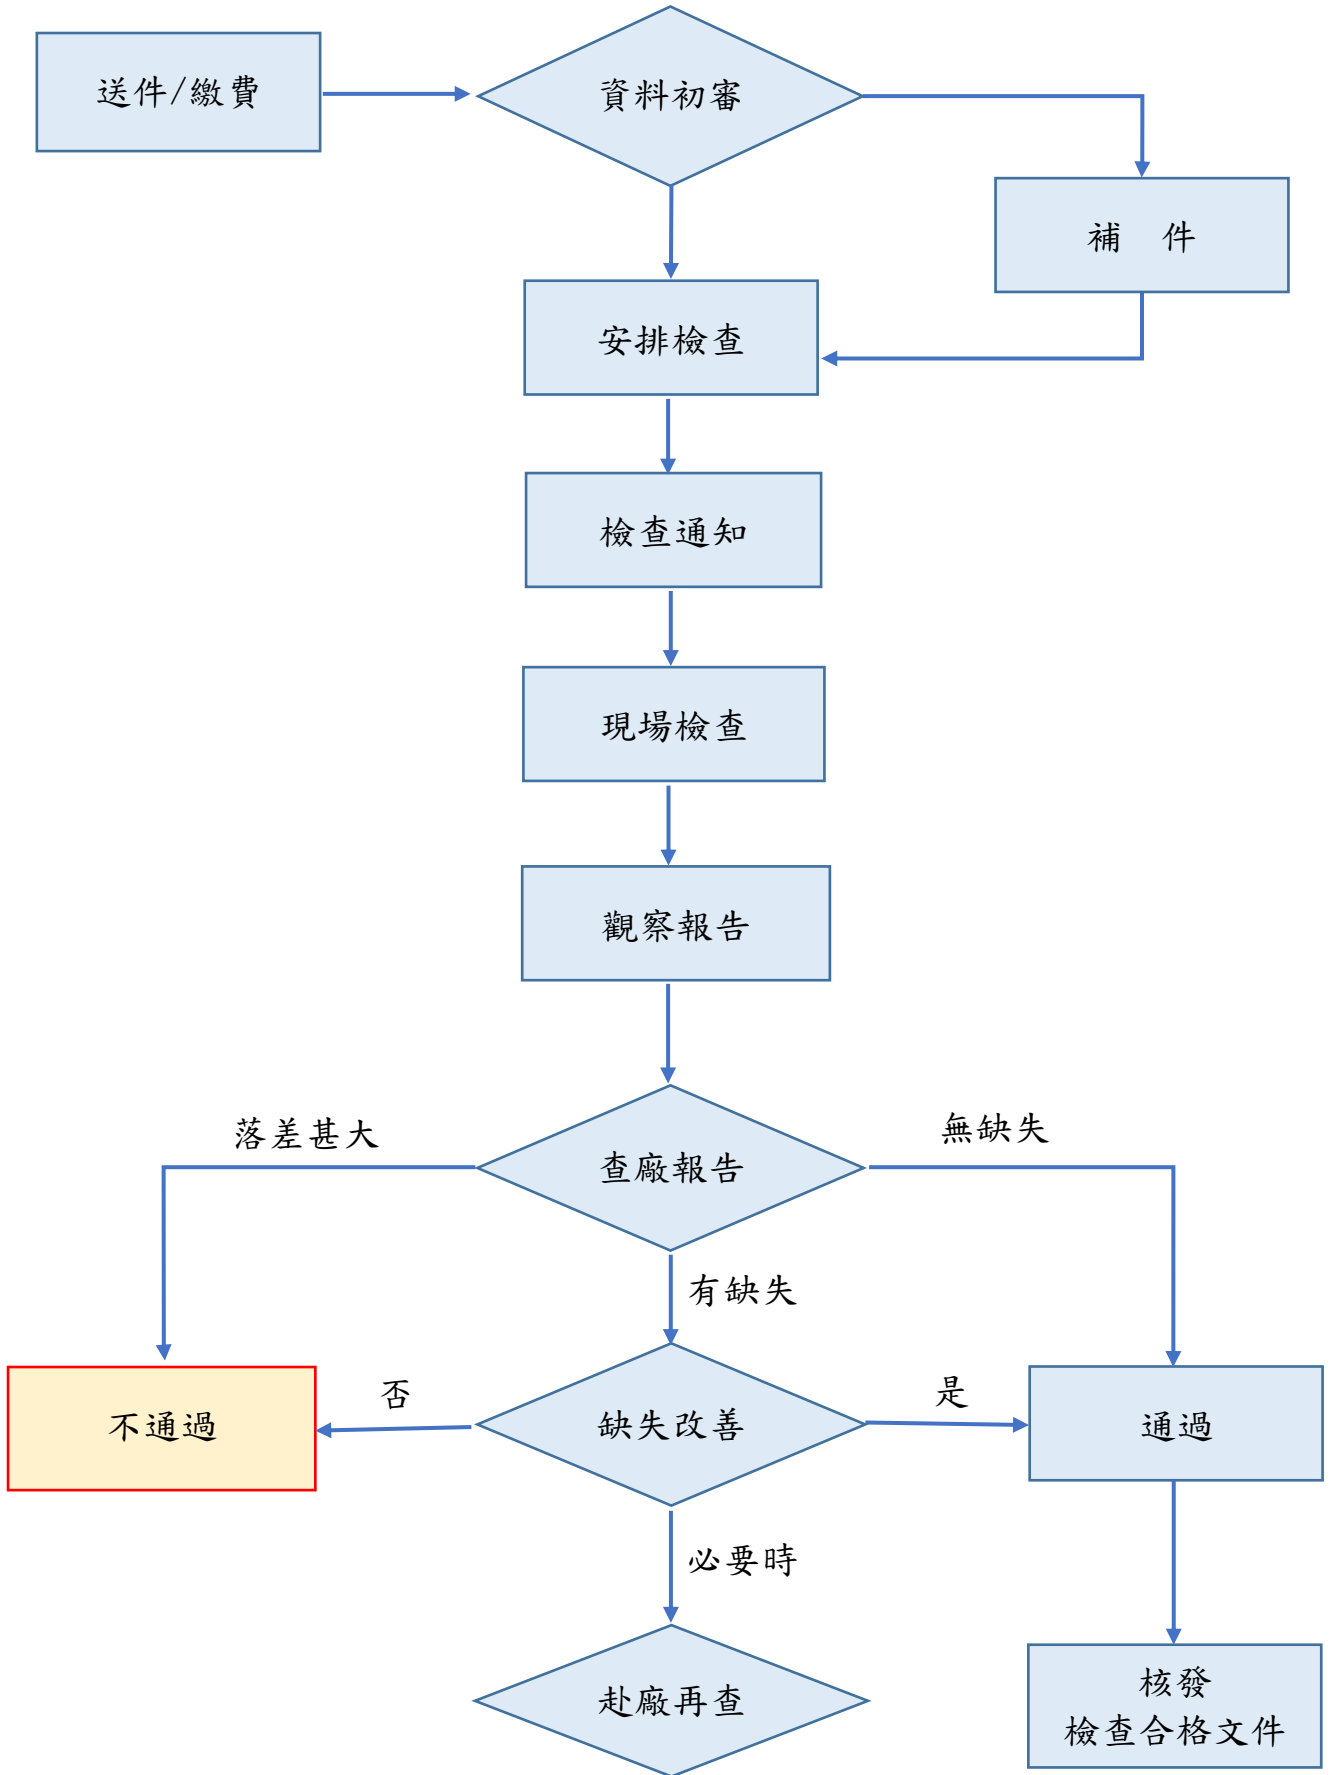 送件/繳費
資料初審
補　件
安排檢查
檢查通知
現場檢查
觀察報告
落差甚大
無缺失
查廠報告
有缺失
否
是
不通過
缺失改善
通過
必要時
赴廠再查
核發
檢查合格文件